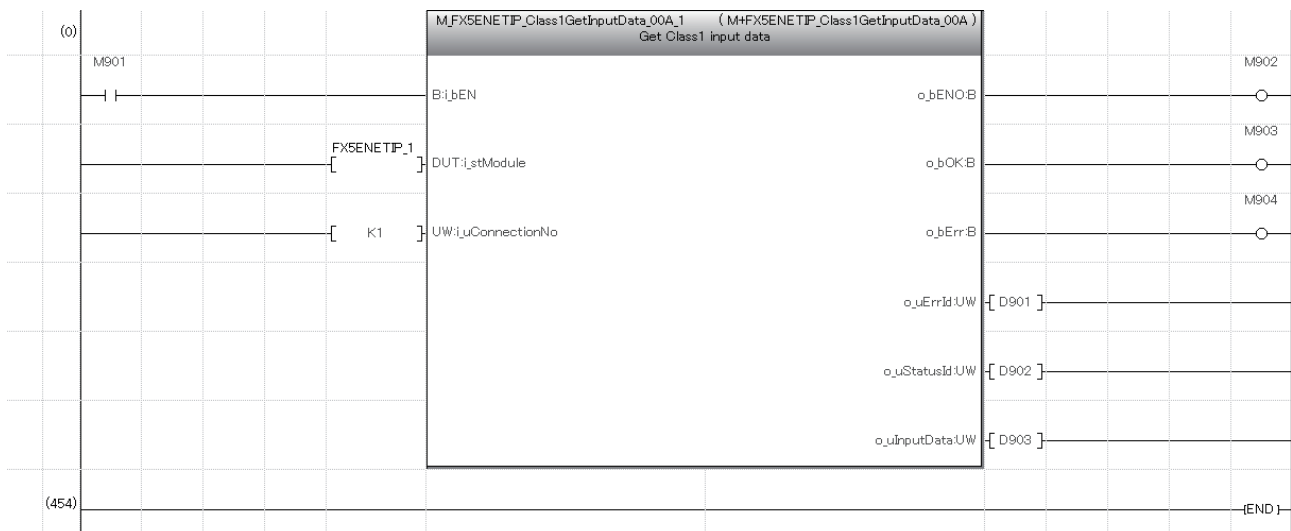 (0)
M_FX5ENETIP_Class1GetInputData_00A_1 ( M+FX5ENETIP_Class1GetInputData_00A )
Get Class1 input data
M901
M902
B:i_bEN
o_bENO:B
M903
FX5ENETIP_1
DUT:i_stModule
o_bOK:B
M904
K1
UW:i_uConnectionNo
o_bErr:B
o_uErrId:UW
D901
o_uStatusId:UW
D902
o_uInputData:UW
D903
(454)
END